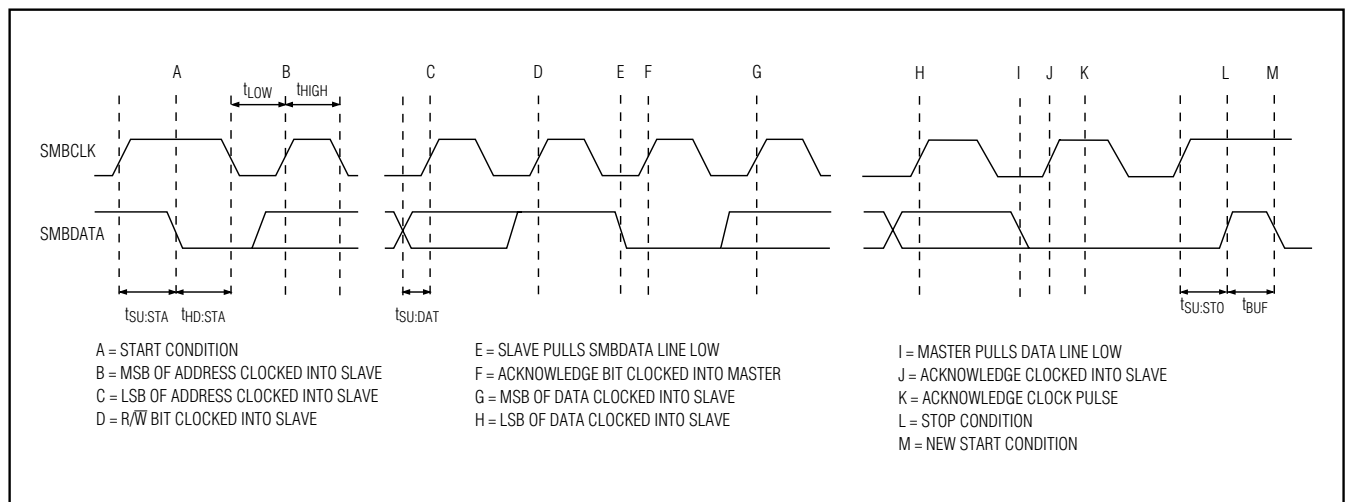 A B C D E F G H I J K L M
tLOW tHIGH
SMBCLK
SMBDATA
tSU:STA tHD:STA tSU:DAT tSU:STO tBUF
A = START CONDITION
B = MSB OF ADDRESS CLOCKED INTO SLAVE
C = LSB OF ADDRESS CLOCKED INTO SLAVE
D = R/W̅ BIT CLOCKED INTO SLAVE
E = SLAVE PULLS SMBDATA LINE LOW
F = ACKNOWLEDGE BIT CLOCKED INTO MASTER
G = MSB OF DATA CLOCKED INTO SLAVE
H = LSB OF DATA CLOCKED INTO SLAVE
I = MASTER PULLS DATA LINE LOW
J = ACKNOWLEDGE CLOCKED INTO SLAVE
K = ACKNOWLEDGE CLOCK PULSE
L = STOP CONDITION
M = NEW START CONDITION